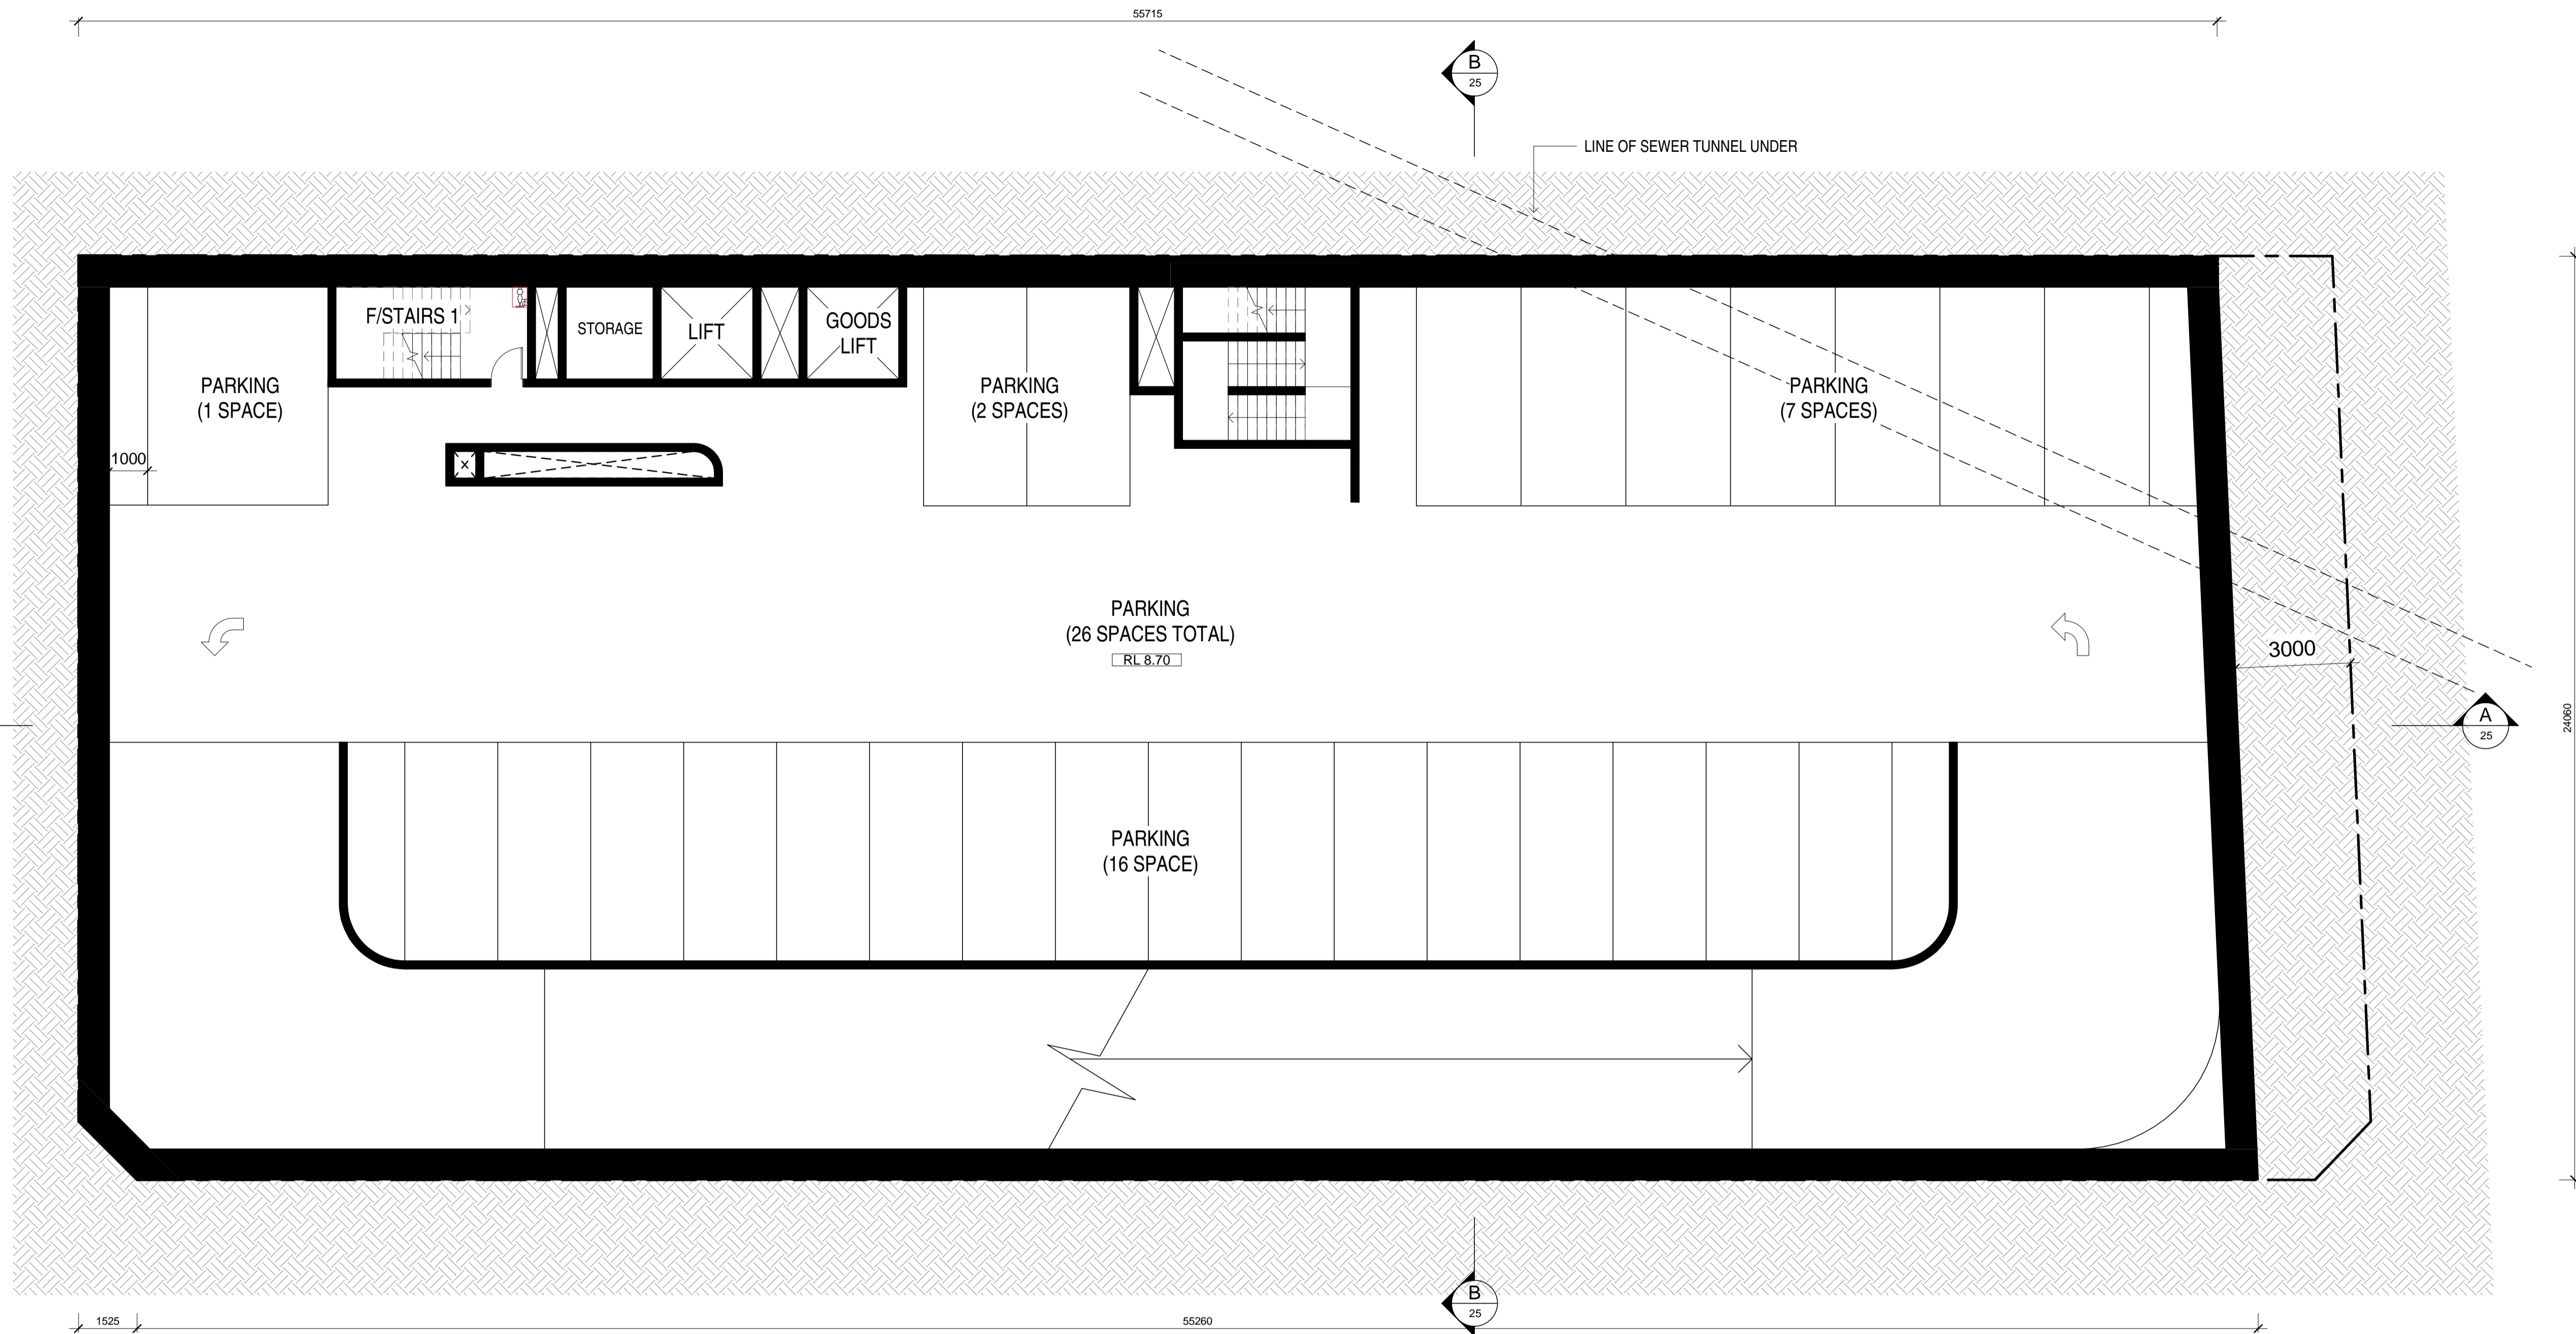 55715
B
25
LINE OF SEWER TUNNEL UNDER
F/STAIRS 1
STORAGE
LIFT
GOODS
LIFT
PARKING
(1 SPACE)
PARKING
(2 SPACES)
PARKING
(7 SPACES)
1000
X
PARKING
(26 SPACES TOTAL)
RL 8.70
3000
A
25
24060
PARKING
(16 SPACE)
B
25
1525
55260